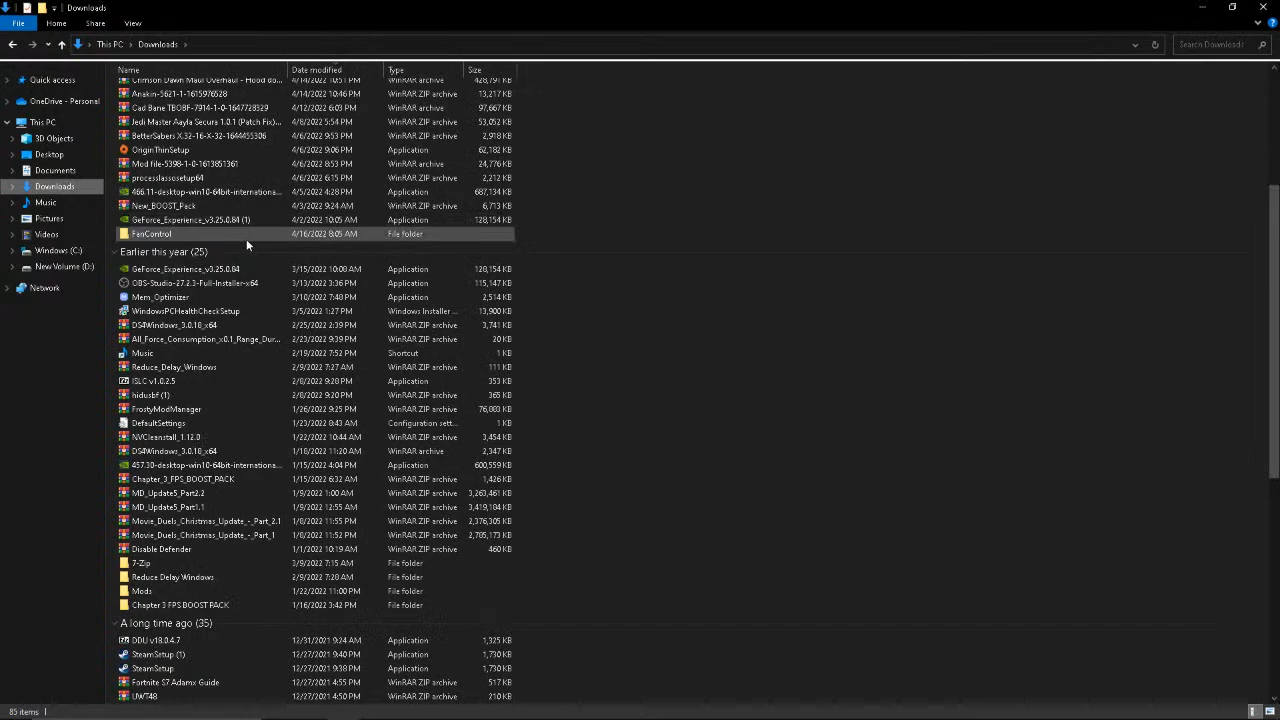 Downloads
File Home Share View
This PC Downloads Search Downloads
Name Date modified Type Size
Quick access
OneDrive - Personal
This PC
3D Objects
Desktop
Documents
Downloads
Music
Pictures
Videos
Windows (C:)
New Volume (D:)
Network
Crimson Dawn Maul Overhaul - Hood do... 4/14/2022 10:51 PM WinRAR archive 428,791 KB
Anakin-5621-1-1615976528 4/14/2022 10:46 PM WinRAR archive 13,217 KB
Cad Bane TBOBF-7914-1-0-1647728329 4/12/2022 6:03 PM WinRAR archive 97,667 KB
Jedi Master Aayla Secura 1.0.1 (Patch Fix)... 4/8/2022 5:54 PM WinRAR archive 53,052 KB
BetterSabers X.32-16-X-32-1644455306 4/6/2022 9:53 PM WinRAR archive 2,918 KB
OriginThinSetup 4/6/2022 9:06 PM Application 62,182 KB
Mod file-5398-1-0-1613851361 4/6/2022 8:53 PM WinRAR archive 24,776 KB
processlassosetup64 4/6/2022 6:15 PM WinRAR archive 2,212 KB
466.11-desktop-win10-64bit-internationa... 4/5/2022 4:28 PM Application 687,134 KB
New_BOOST_Pack 4/3/2022 9:24 AM WinRAR archive 6,713 KB
GeForce_Experience_v3.25.0.84 (1) 4/2/2022 10:05 AM Application 128,154 KB
FanControl 4/16/2022 8:05 AM File folder
Earlier this year (25)
GeForce_Experience_v3.25.0.84 3/15/2022 10:08 AM Application 128,154 KB
OBS-Studio-27.2.3-Full-Installer-x64 3/13/2022 3:36 PM Application 115,147 KB
Mem_Optimizer 3/10/2022 7:48 PM Application 2,514 KB
WindowsPCHealthCheckSetup 3/5/2022 1:27 PM Windows Installer ... 13,900 KB
DS4Windows_3.0.18_x64 2/25/2022 2:39 PM WinRAR ZIP archive 3,741 KB
All_Force_Consumption_x0.1_Range_Dur... 2/23/2022 9:39 PM WinRAR ZIP archive 20 KB
Music 2/19/2022 7:52 PM Shortcut 1 KB
Reduce_Delay_Windows 2/9/2022 7:27 AM WinRAR ZIP archive 111 KB
ISLC v1.0.2.5 2/8/2022 9:28 PM Application 353 KB
hidusbf (1) 2/8/2022 9:20 PM WinRAR ZIP archive 365 KB
FrostyModManager 1/26/2022 9:25 PM WinRAR ZIP archive 76,883 KB
DefaultSettings 1/23/2022 8:43 AM Configuration sett... 1 KB
NVCleanstall_1.12.0 1/22/2022 10:44 AM WinRAR ZIP archive 3,454 KB
DS4Windows_3.0.18_x64 1/18/2022 11:20 AM WinRAR archive 2,347 KB
457.30-desktop-win10-64bit-internationa... 1/15/2022 4:04 PM Application 600,559 KB
Chapter_3_FPS_BOOST_PACK 1/15/2022 6:32 AM WinRAR ZIP archive 1,426 KB
MD_Update5_Part2.2 1/9/2022 1:00 AM WinRAR ZIP archive 3,263,461 KB
MD_Update5_Part1.1 1/9/2022 12:55 AM WinRAR ZIP archive 3,419,184 KB
Movie_Duels_Christmas_Update_-_Part_2.1 1/8/2022 11:55 PM WinRAR ZIP archive 2,376,305 KB
Movie_Duels_Christmas_Update_-_Part_1 1/8/2022 11:52 PM WinRAR ZIP archive 2,785,173 KB
Disable Defender 1/1/2022 10:19 AM WinRAR ZIP archive 460 KB
7-Zip 3/9/2022 7:15 AM File folder
Reduce Delay Windows 2/9/2022 7:28 AM File folder
Mods 1/22/2022 11:00 PM File folder
Chapter 3 FPS BOOST PACK 1/16/2022 3:42 PM File folder
A long time ago (35)
DDU v18.0.4.7 12/31/2021 9:24 AM Application 1,325 KB
SteamSetup (1) 12/27/2021 9:40 PM Application 1,730 KB
SteamSetup 12/27/2021 9:38 PM Application 1,730 KB
Fortnite S7 Adamx Guide 12/27/2021 4:55 PM WinRAR ZIP archive 517 KB
UWT48 12/27/2021 4:50 PM WinRAR ZIP archive 210 KB
85 items